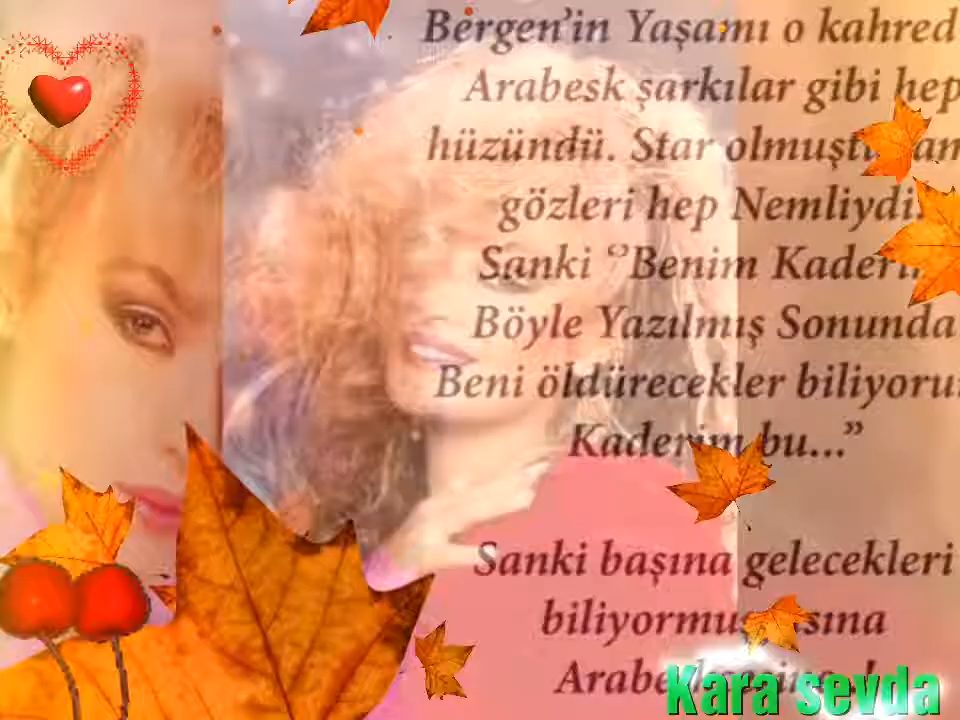 Bergen'in Yaşamı o kahred
Arabesk şarkılar gibi hep
hüzündü. Star olmuştu am
gözleri hep Nemliydi.
Sanki “Benim Kaderim
Böyle Yazılmış Sonunda
Beni öldürecekler biliyoru
Kaderim bu...”
Sanki başına gelecekleri
Kara sevda